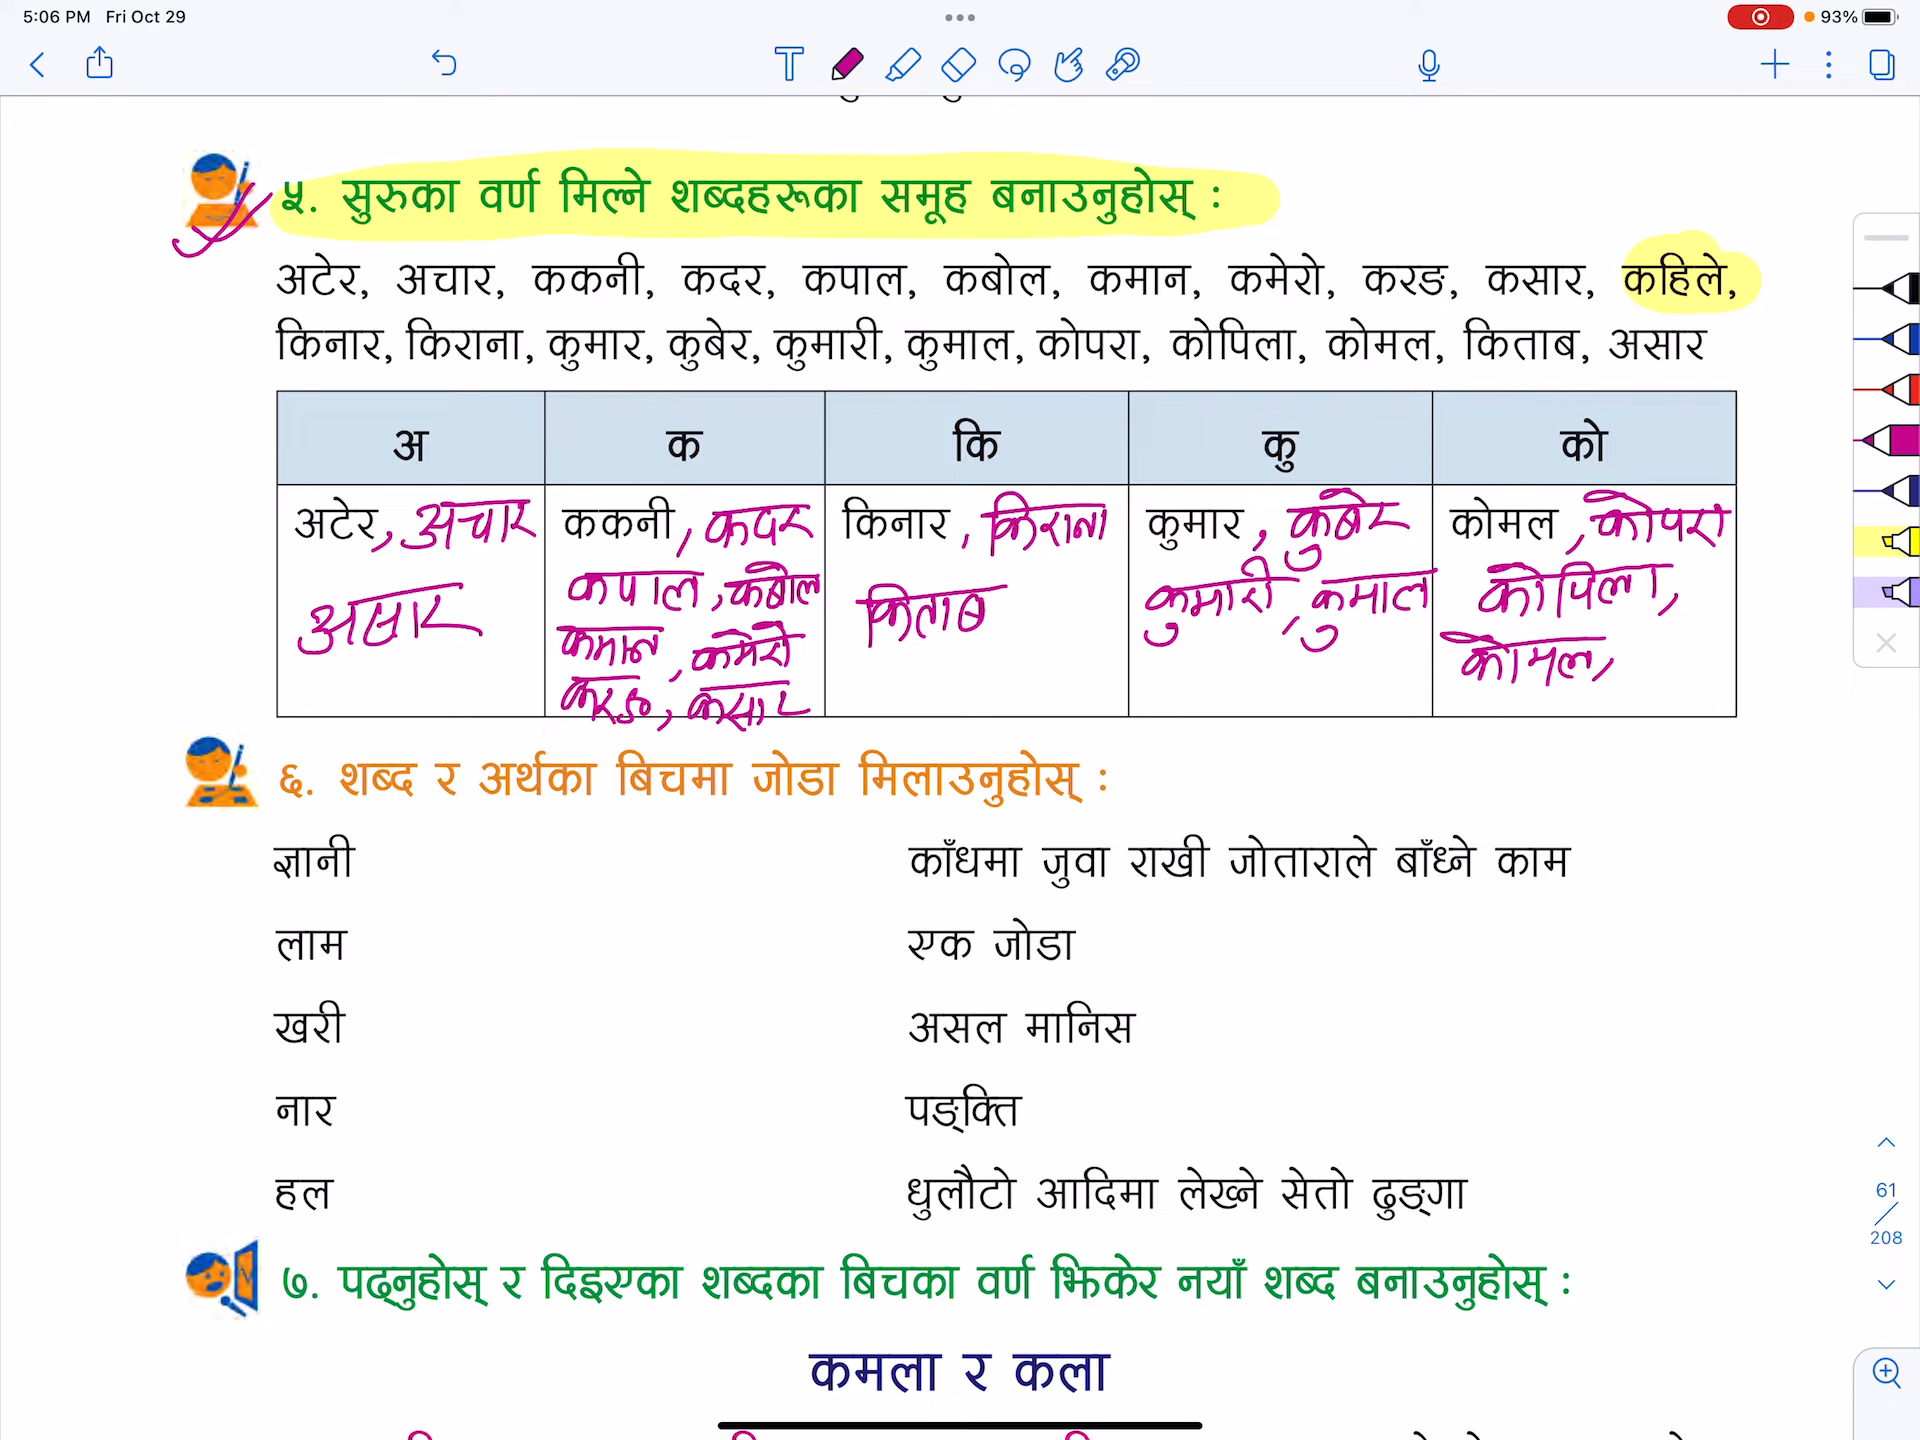 5:06 PM Fri Oct 29
93%
५. सुरुका वर्ण मिल्ने शब्दहरूका समूह बनाउनुहोस् :
अटेर, अचार, ककनी, कदर, कपाल, कबोल, कमान, कमेरो, करङ, कसार, कहिले,
किनार, किराना, कुमार, कुबेर, कुमारी, कुमाल, कोपरा, कोपिला, कोमल, किताब, असार
अ क कि कु को
अटेर, अचार ककनी, कदर किनार, किराना कुमार, कुबेर कोमल, कोपरा
असार कपाल, कबोल किताब कुमारी, कुमाल कोपिला,
कमान, कमेरो कोमल,
करङ, कसार
६. शब्द र अर्थका बिचमा जोडा मिलाउनुहोस् :
ज्ञानी काँधमा जुवा राखी जोताराले बाँध्ने काम
लाम एक जोडा
खरी असल मानिस
नार पङ्क्ति
हल धुलौटो आदिमा लेख्ने सेतो ढुङ्गा
७. पढ्नुहोस् र दिइएका शब्दका बिचका वर्ण झिकेर नयाँ शब्द बनाउनुहोस् :
कमला र कला
61
208